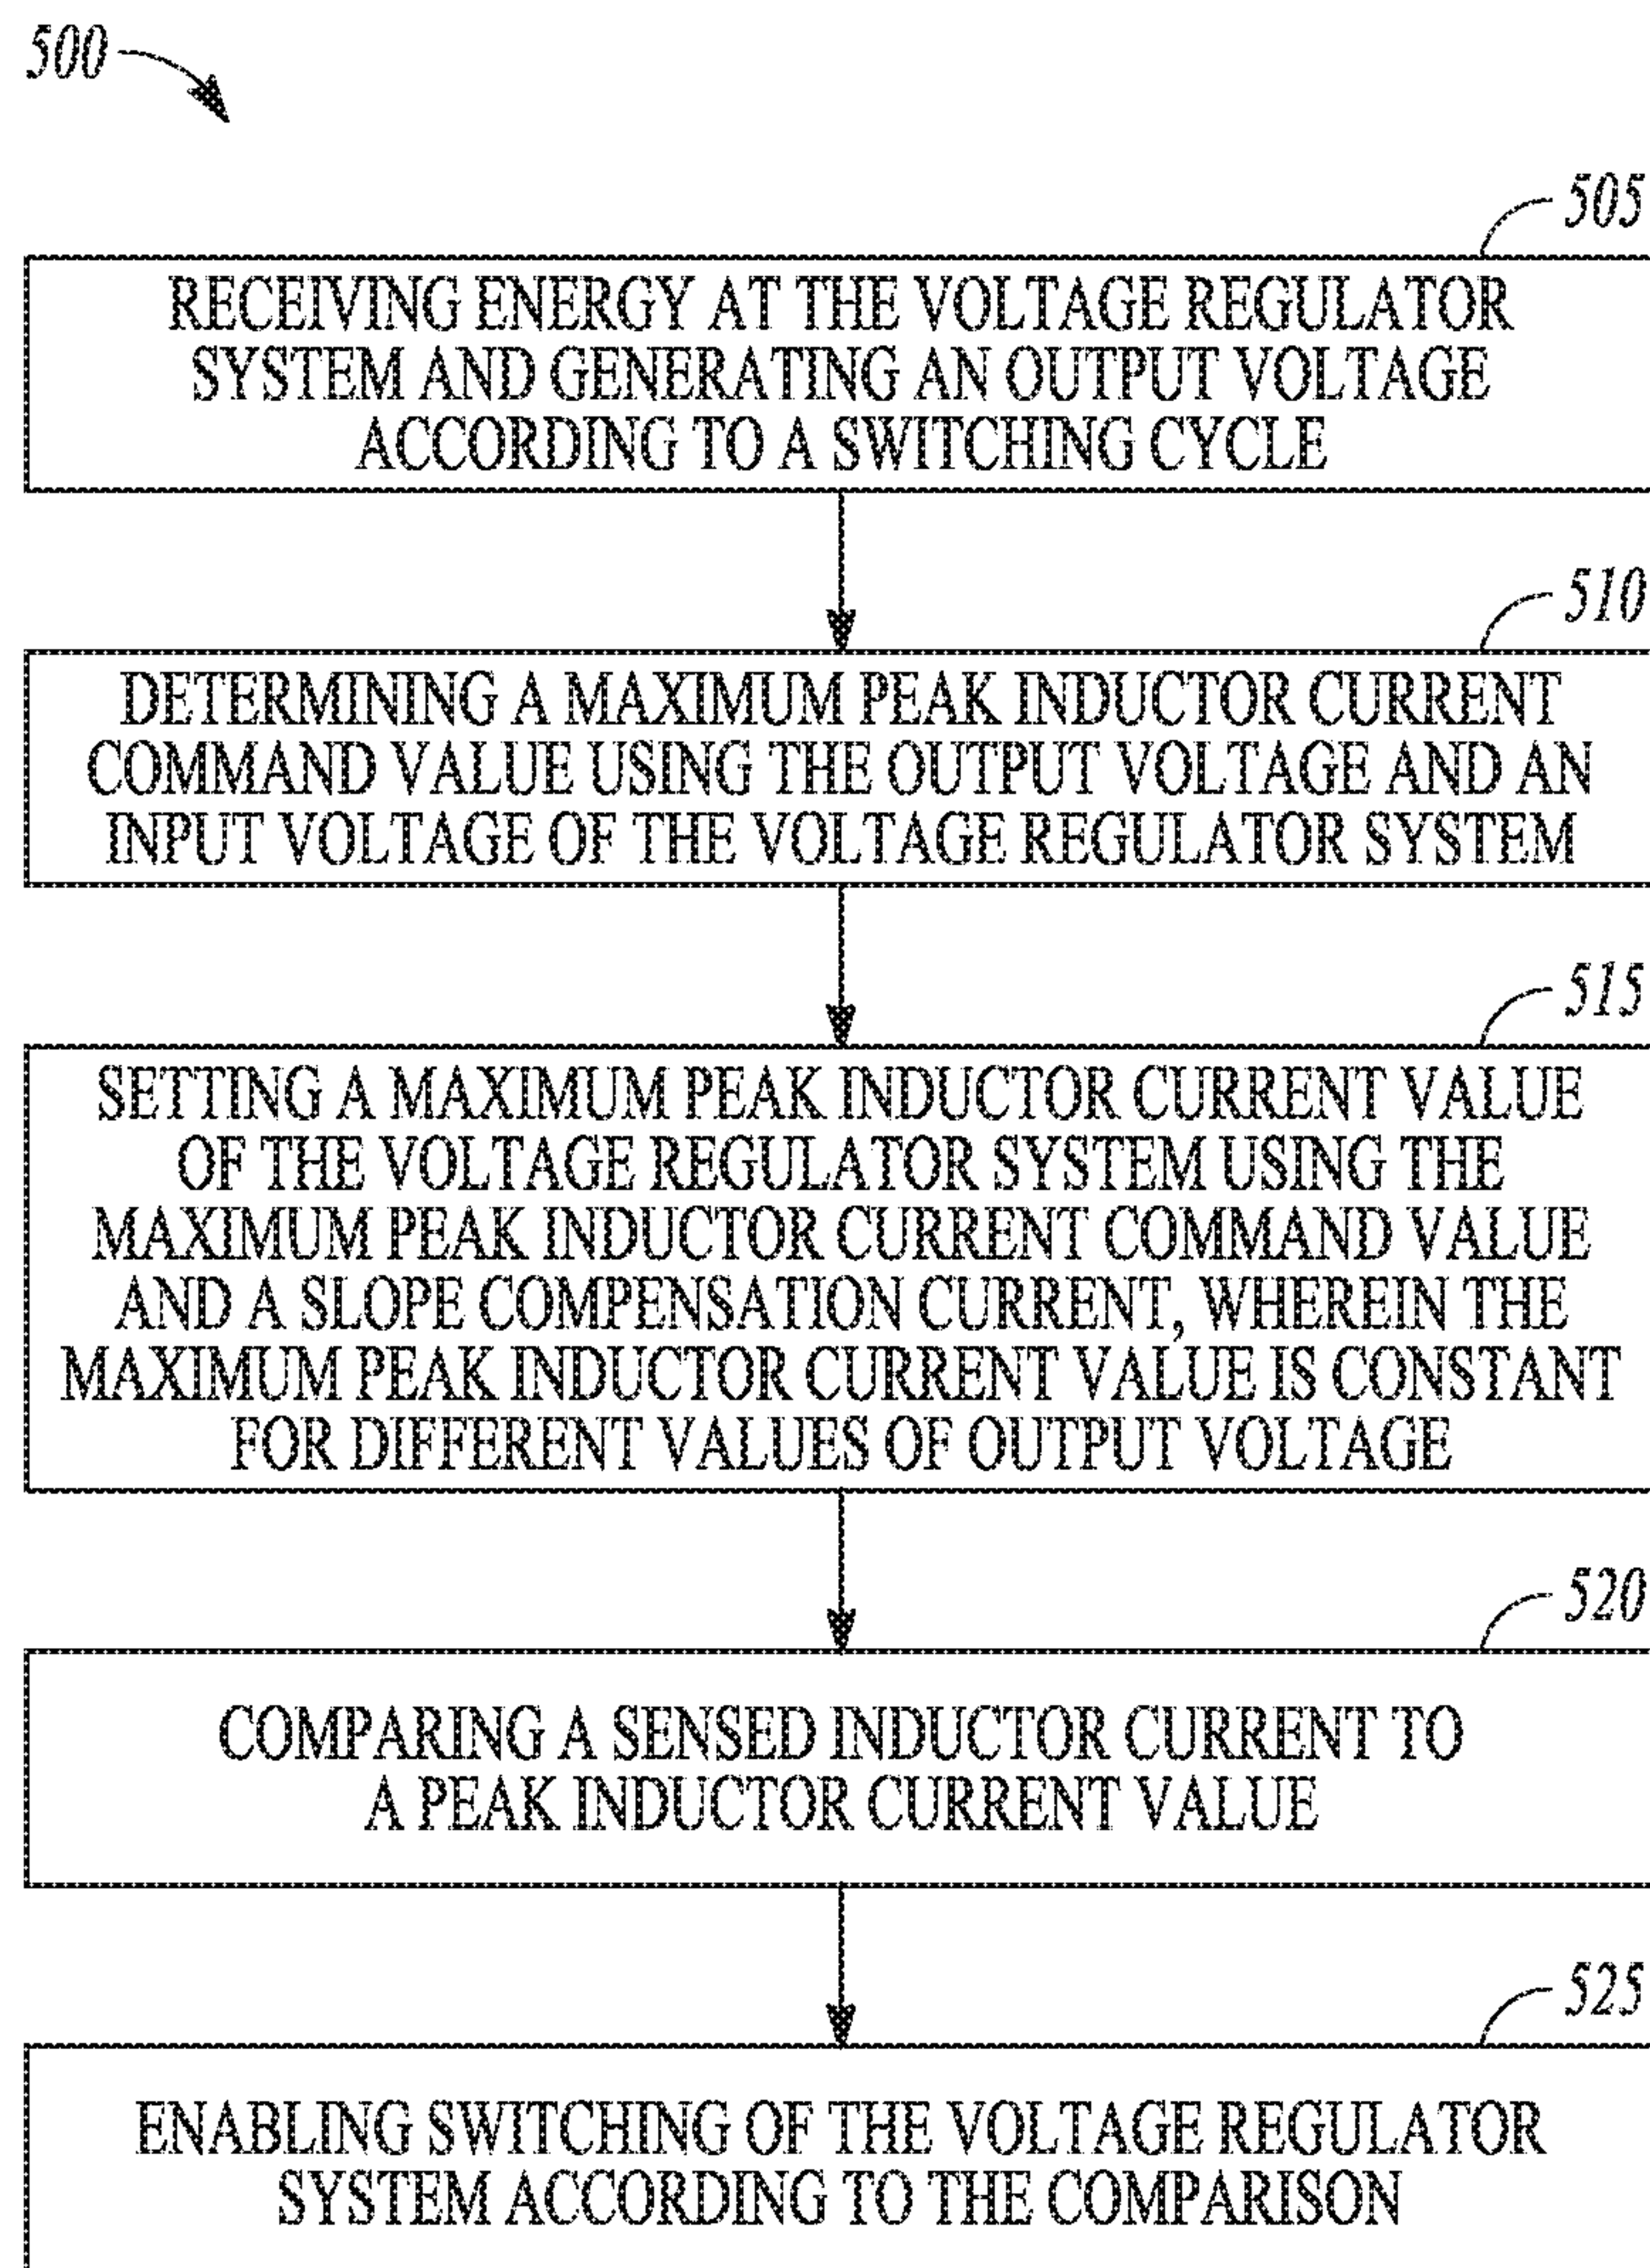 500
505
RECEIVING ENERGY AT THE VOLTAGE REGULATOR
SYSTEM AND GENERATING AN OUTPUT VOLTAGE
ACCORDING TO A SWITCHING CYCLE
510
DETERMINING A MAXIMUM PEAK INDUCTOR CURRENT
COMMAND VALUE USING THE OUTPUT VOLTAGE AND AN
INPUT VOLTAGE OF THE VOLTAGE REGULATOR SYSTEM
515
SETTING A MAXIMUM PEAK INDUCTOR CURRENT VALUE
OF THE VOLTAGE REGULATOR SYSTEM USING THE
MAXIMUM PEAK INDUCTOR CURRENT COMMAND VALUE
AND A SLOPE COMPENSATION CURRENT, WHEREIN THE
MAXIMUM PEAK INDUCTOR CURRENT VALUE IS CONSTANT
FOR DIFFERENT VALUES OF OUTPUT VOLTAGE
520
COMPARING A SENSED INDUCTOR CURRENT TO
A PEAK INDUCTOR CURRENT VALUE
525
ENABLING SWITCHING OF THE VOLTAGE REGULATOR
SYSTEM ACCORDING TO THE COMPARISON